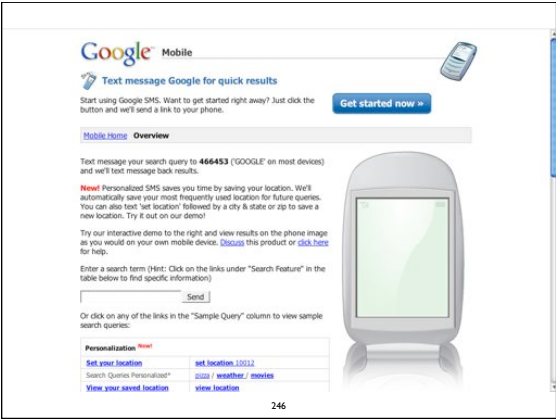 Google Mobile
Text message Google for quick results
Start using Google SMS. Want to get started right away? Just click the
button and we'll send a link to your phone.
Get started now »
Mobile Home Overview
Text message your search query to 466453 ('GOOGLE' on most devices)
and we'll text message back results.
New! Personalized SMS saves you time by saving your location. We'll
automatically save your most frequently used location for future queries.
You can also text 'set location' followed by a city & state or zip to save a
new location. Try it out on our demo!
Try our interactive demo to the right and view results on the phone image
as you would on your own mobile device. Discuss this product or click here
for help.
Enter a search term (Hint: Click on the links under "Search Feature" in the
table below to find specific information)
Send
Or click on any of the links in the "Sample Query" column to view sample
search queries:
Personalization New!
Set your location set location 10012
Search Queries Personalized* pizza / weather / movies
View your saved location view location
246